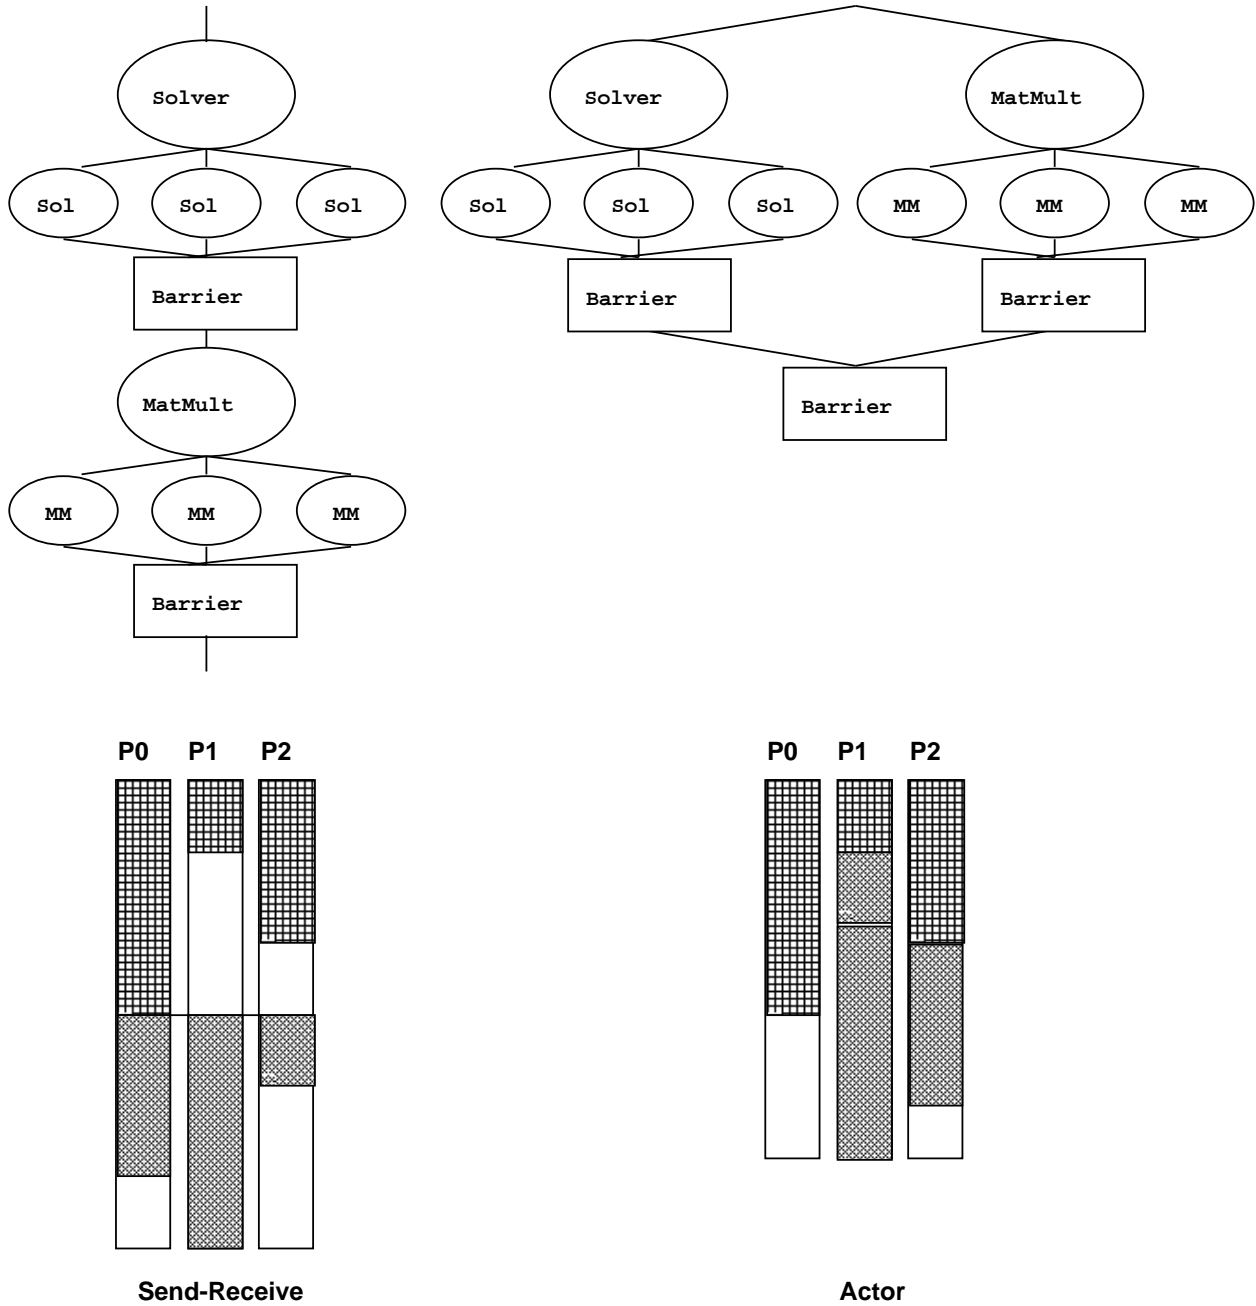 Solver
Sol Sol Sol
Barrier
MatMult
MM MM MM
Barrier
Solver MatMult
Sol Sol Sol MM MM MM
Barrier Barrier
Barrier
P0 P1 P2
Send-Receive
P0 P1 P2
Actor